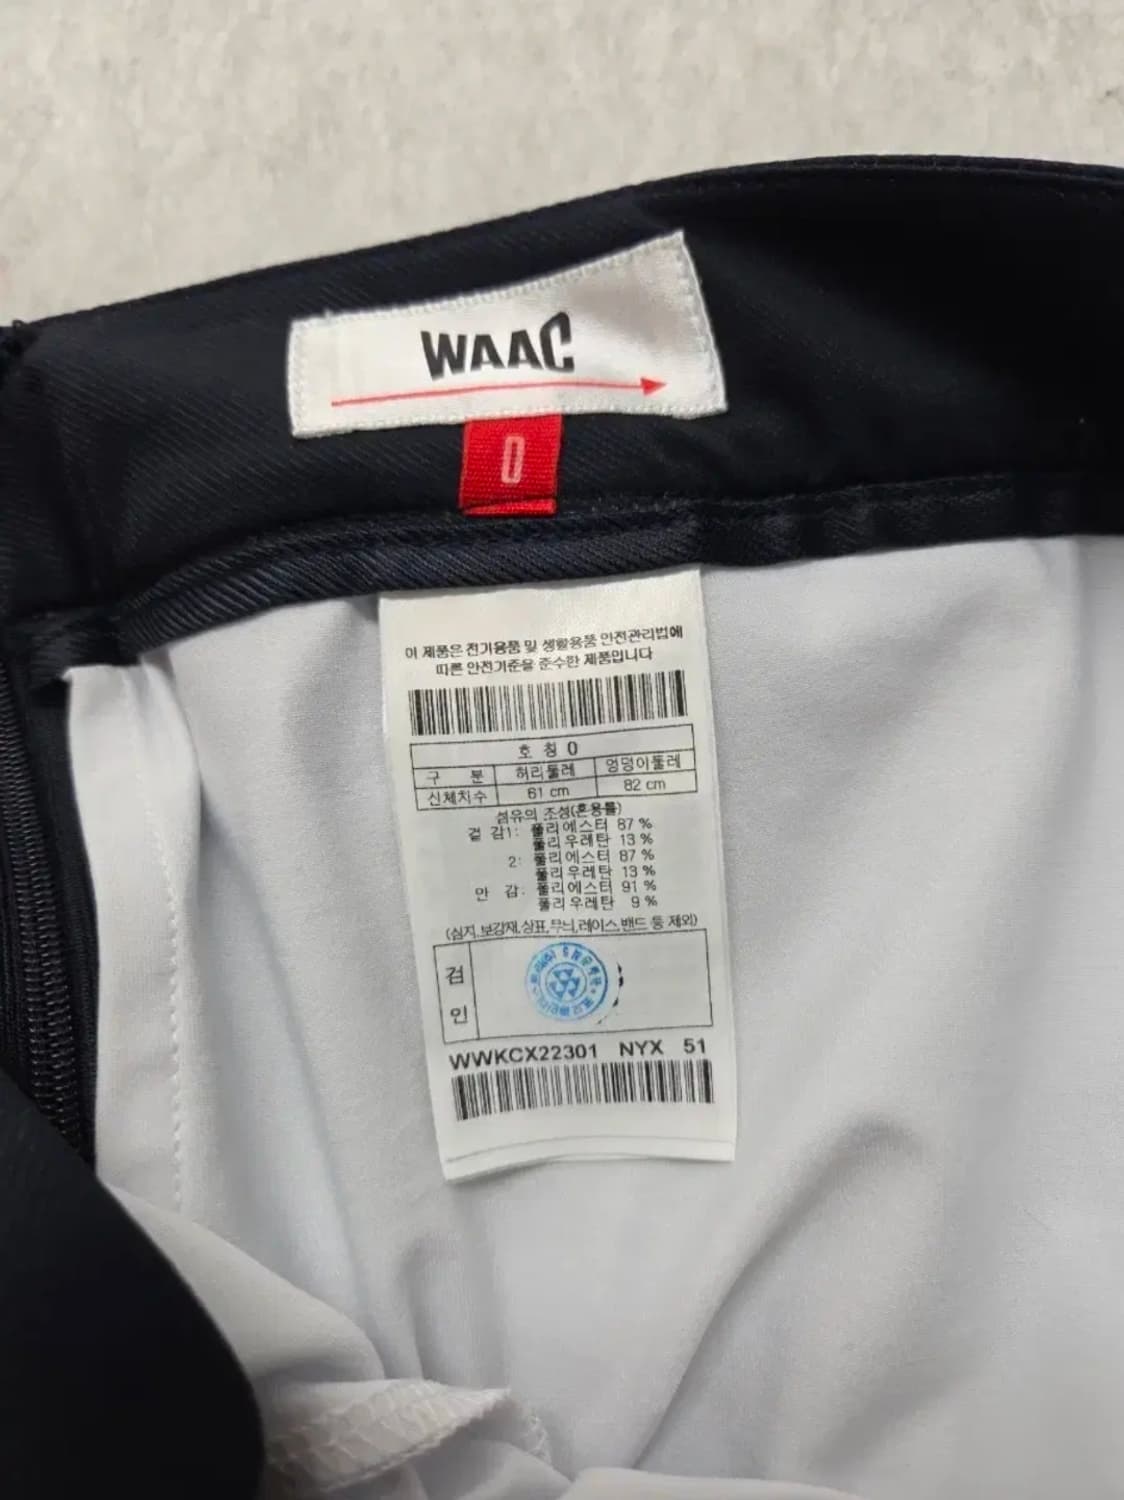 WAAC
0
이 제품은 전기용품 및 생활용품 안전관리법에
따른 안전기준을 준수한 제품입니다
호 칭 0
구 분 허리둘레 엉덩이둘레
신체치수 61 cm 82 cm
섬유의 조성(혼용률)
겉 감1: 폴리에스터 87 %
폴리우레탄 13 %
2: 폴리에스터 87 %
폴리우레탄 13 %
안 감: 폴리에스터 91 %
폴리우레탄 9 %
(심지,보강재,상표,무늬,레이스,밴드 등 제외)
검
인
WWKCX22301 NYX 51